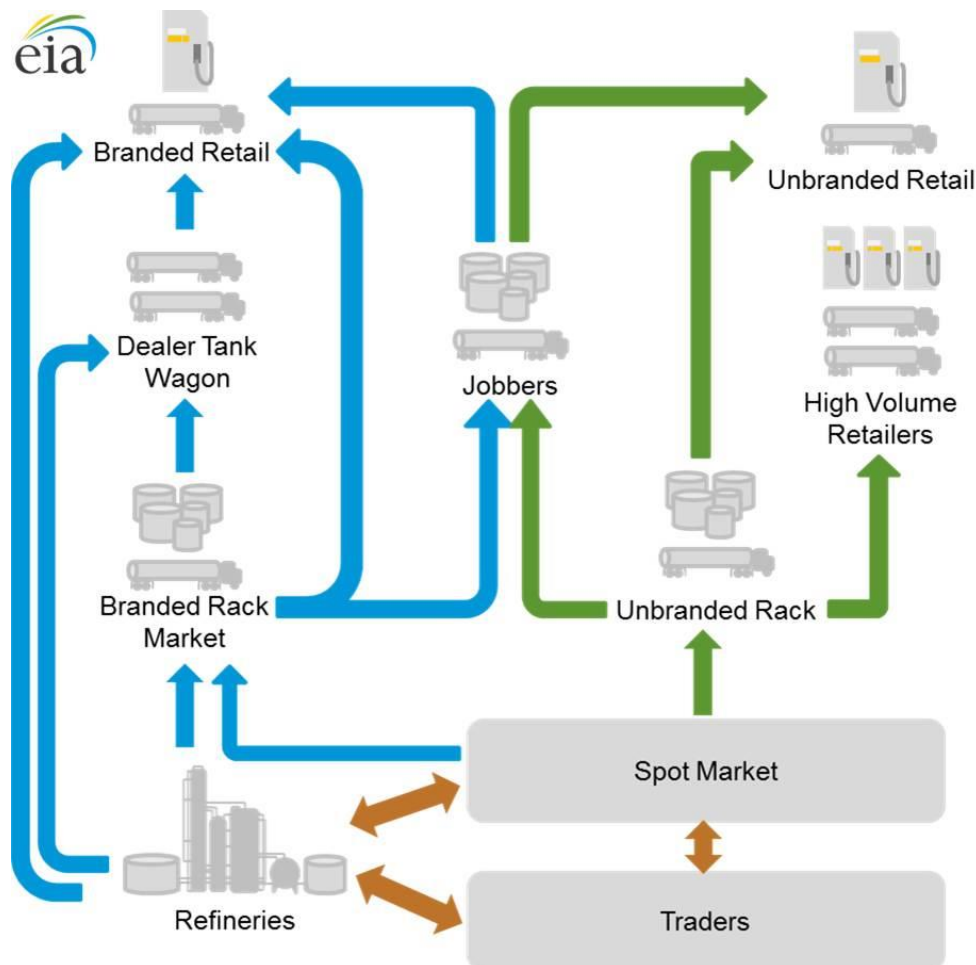 eia
Branded Retail
Unbranded Retail
Dealer Tank
Wagon
Jobbers
High Volume
Retailers
Branded Rack
Market
Unbranded Rack
Spot Market
Refineries
Traders